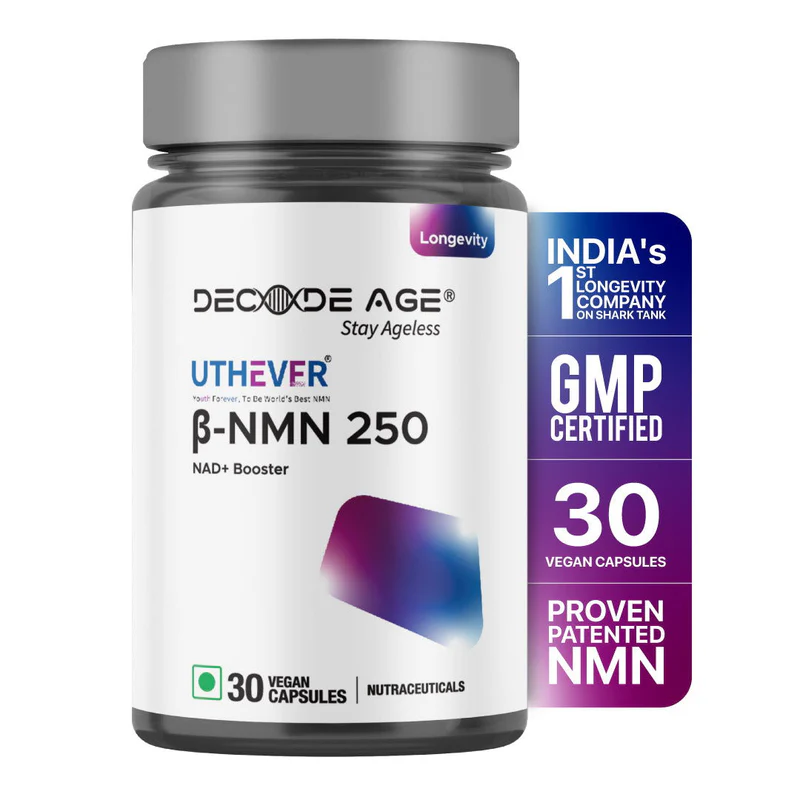 Longevity
DECODE AGE®
Stay Ageless
UTHEVER®
Youth Forever, To Be World's Best NMN
β-NMN 250
NAD+ Booster
30 VEGAN CAPSULES | NUTRACEUTICALS
INDIA's
1ST LONGEVITY
COMPANY
ON SHARK TANK
GMP
CERTIFIED
30
VEGAN CAPSULES
PROVEN
PATENTED
NMN